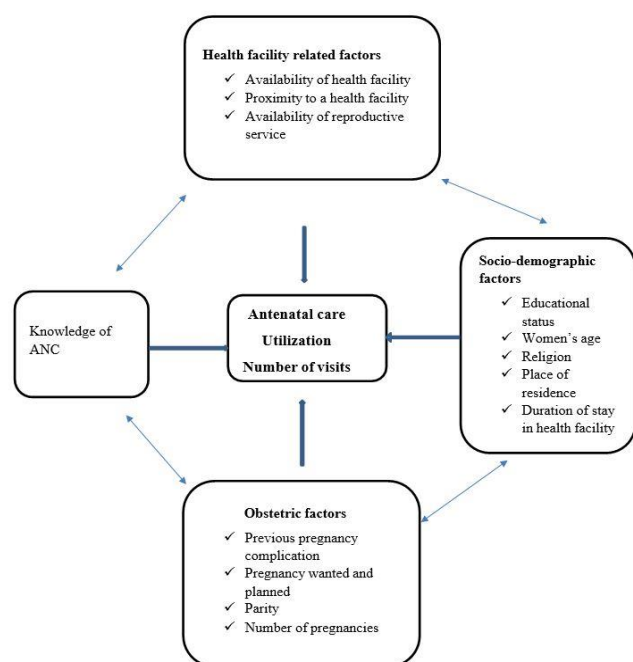 Health facility related factors
✓ Availability of health facility
✓ Proximity to a health facility
✓ Availability of reproductive
service
Knowledge of
ANC
Antenatal care
Utilization
Number of visits
Socio-demographic
factors
✓ Educational
status
✓ Women's age
✓ Religion
✓ Place of
residence
✓ Duration of stay
in health facility
Obstetric factors
✓ Previous pregnancy
complication
✓ Pregnancy wanted and
planned
✓ Parity
✓ Number of pregnancies